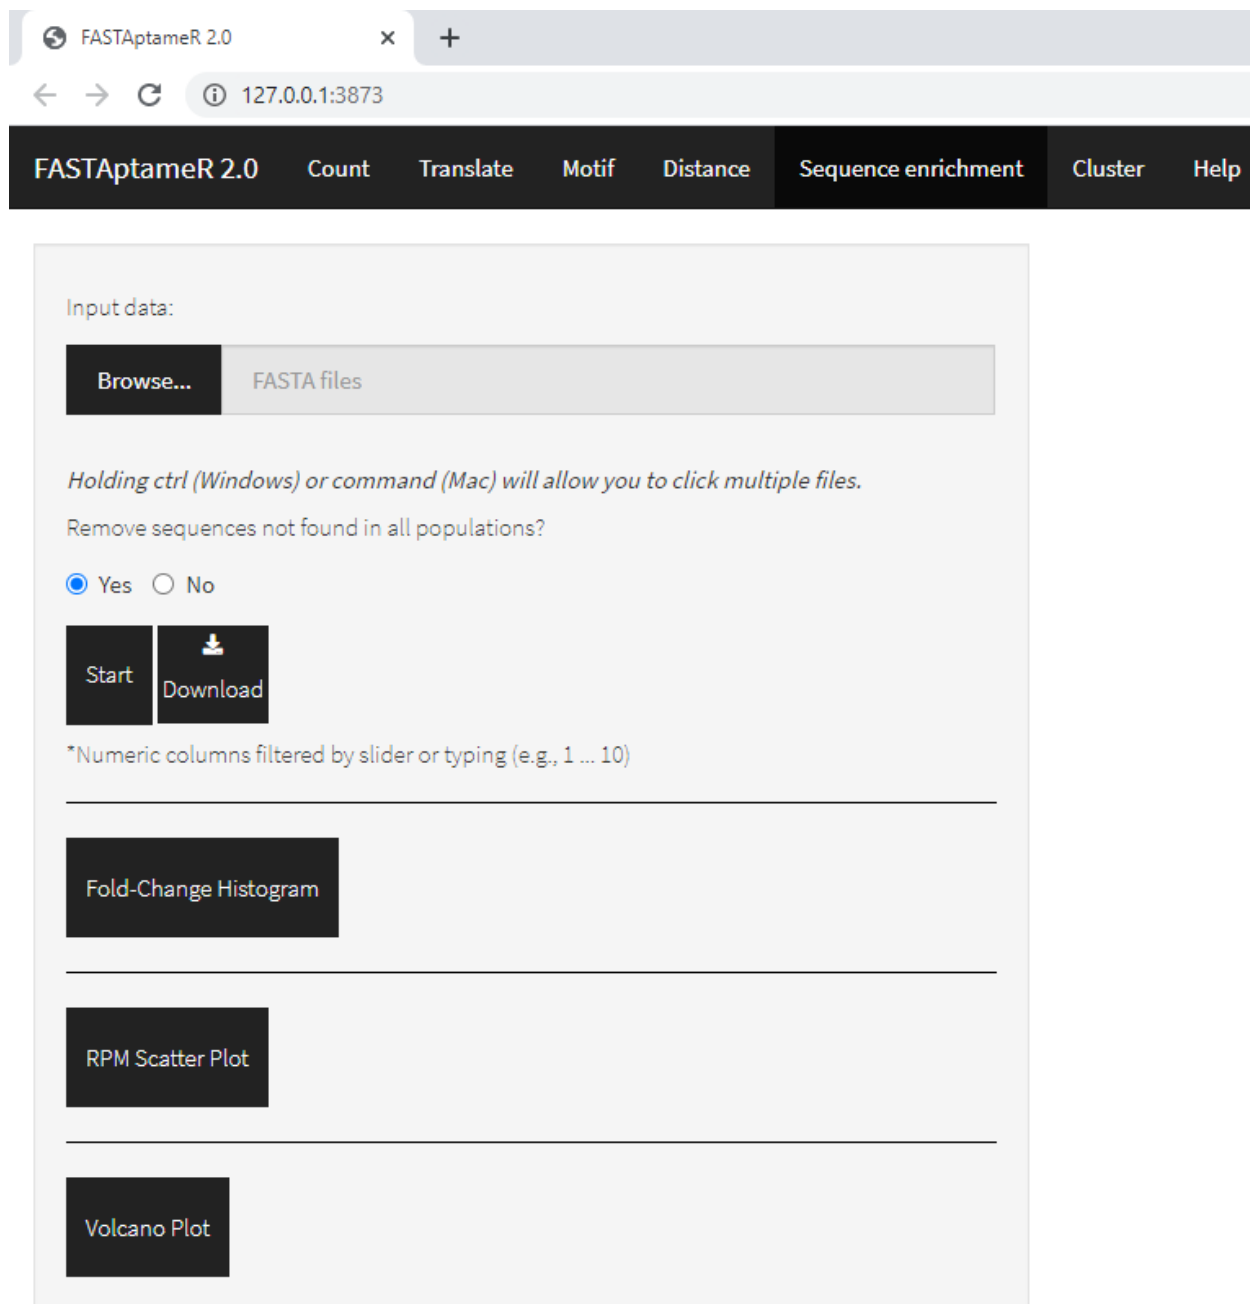 FASTAptameR 2.0
127.0.0.1:3873
FASTAptameR 2.0 Count Translate Motif Distance Sequence enrichment Cluster Help
Input data:
Browse... FASTA files
Holding ctrl (Windows) or command (Mac) will allow you to click multiple files.
Remove sequences not found in all populations?
Yes No
Start Download
*Numeric columns filtered by slider or typing (e.g., 1 ... 10)
Fold-Change Histogram
RPM Scatter Plot
Volcano Plot